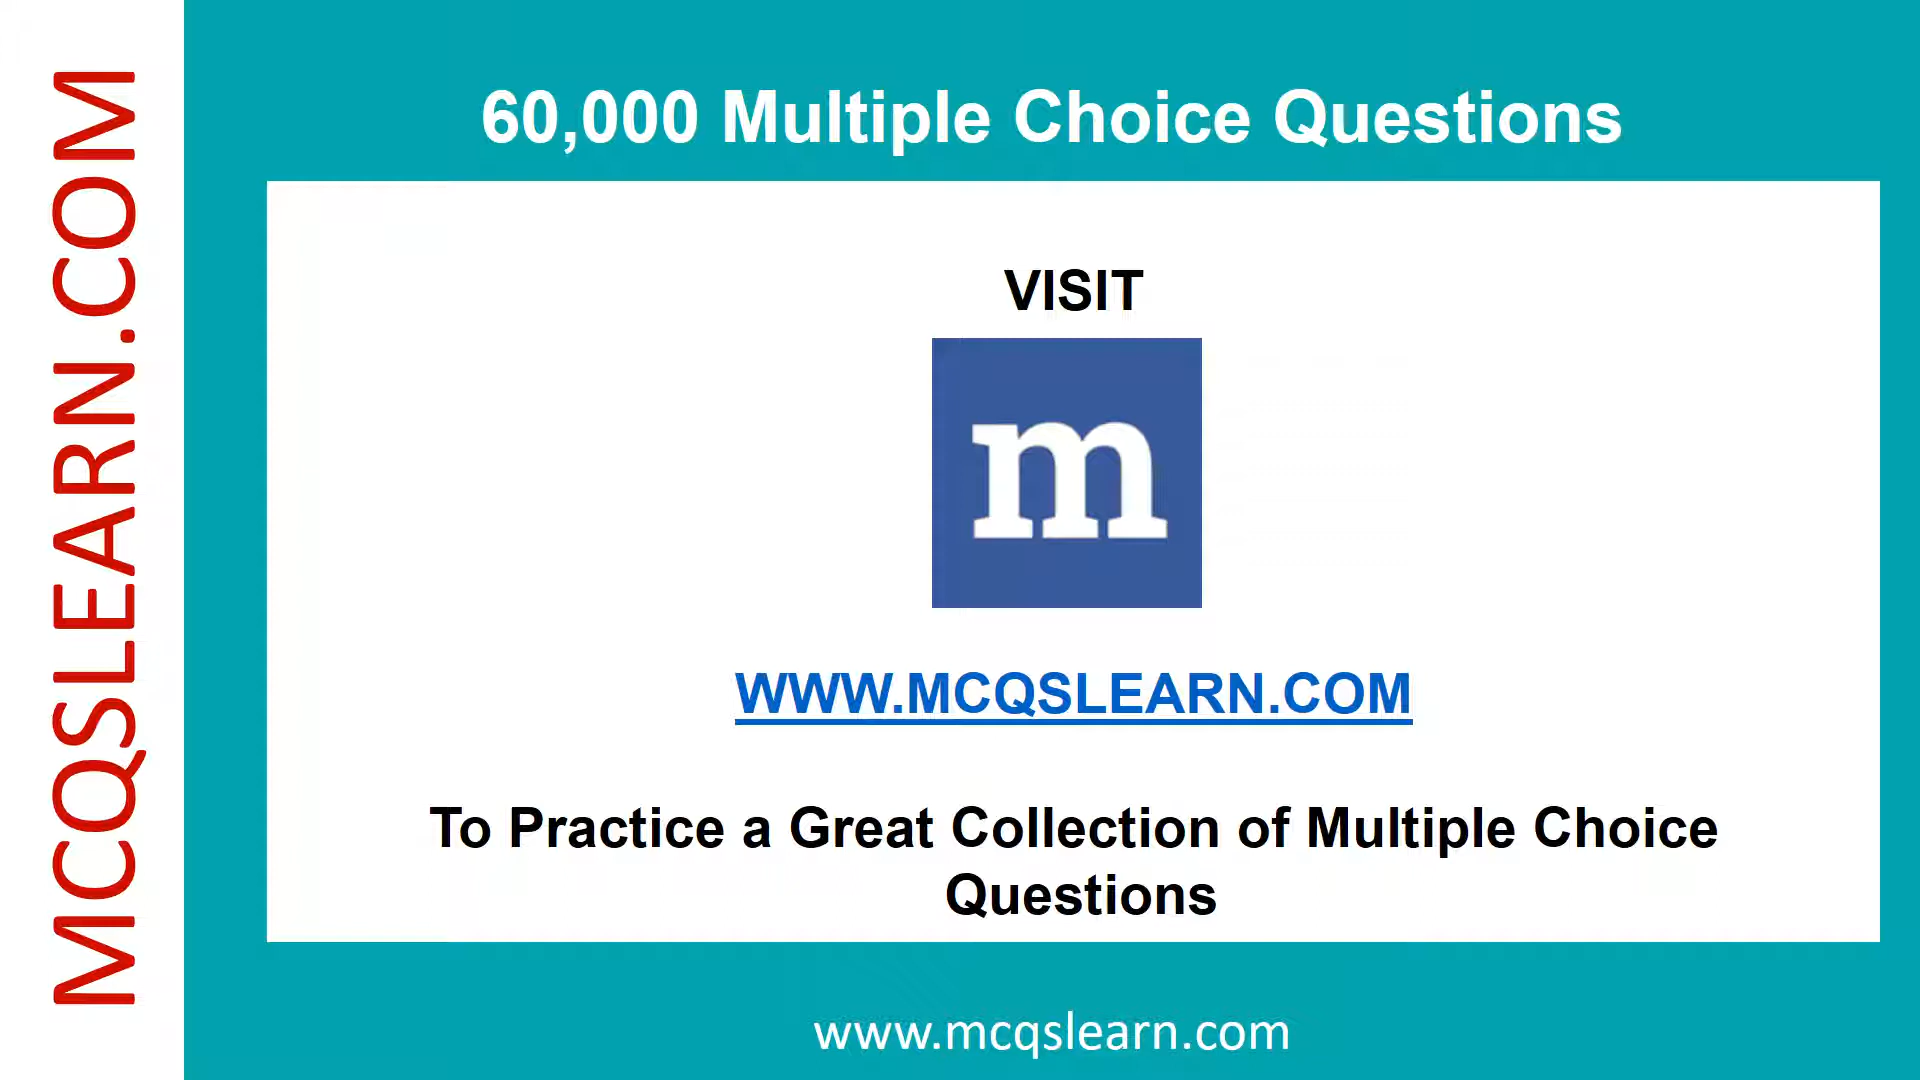 MCQSLEARN.COM
60,000 Multiple Choice Questions
VISIT
m
WWW.MCQSLEARN.COM
To Practice a Great Collection of Multiple Choice
Questions
www.mcqslearn.com